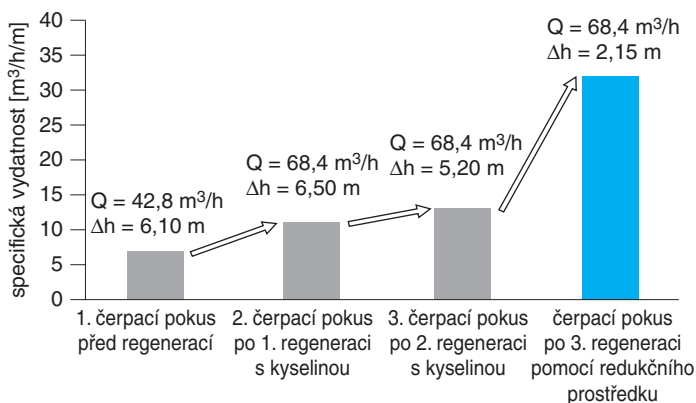 specifická vydatnost [m³/h/m]
40
35
30
25
20
15
10
5
0
Q = 42,8 m³/h
Δh = 6,10 m
Q = 68,4 m³/h
Δh = 6,50 m
Q = 68,4 m³/h
Δh = 5,20 m
Q = 68,4 m³/h
Δh = 2,15 m
1. čerpací pokus
před regenerací
2. čerpací pokus
po 1. regeneraci
s kyselinou
3. čerpací pokus
po 2. regeneraci
s kyselinou
čerpací pokus
po 3. regeneraci
pomocí redukčního
prostředku